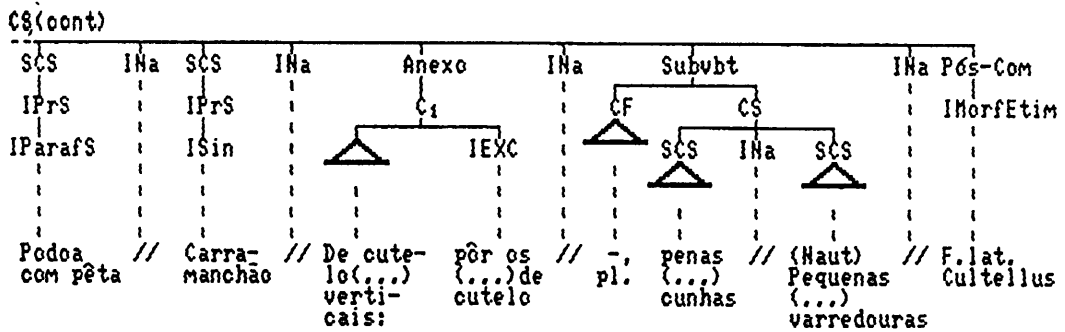 CS(cont)
SCS INa SCS INa Anexo INa Subvbt INa Pós-Com
IPrS IPrS C1 CF CS IMorfEtim
IParafS ISin IEXC SCS INa SCS
Podoa // Carra- // De cute- pôr os // -, penas // (Haut) // F.lat.
com pêta manchão lo(...) (...)de pl. (...) Pequenas Cultellus
verti- cutelo cunhas (...)
cais: varredouras